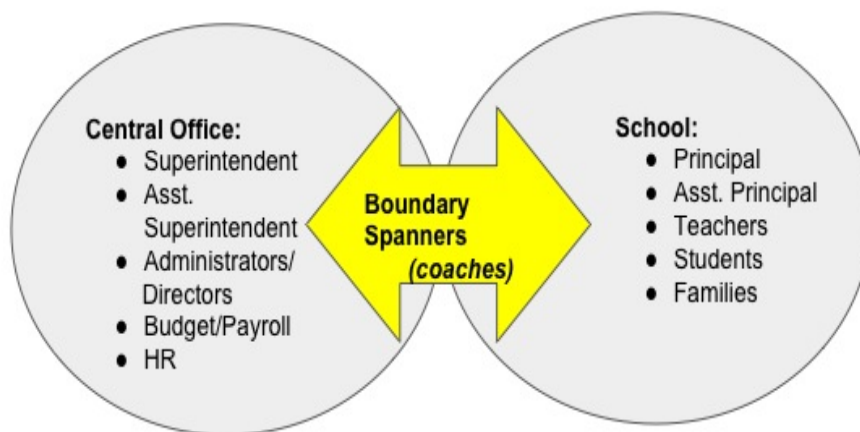 Central Office:
● Superintendent
● Asst.
Superintendent
● Administrators/
Directors
● Budget/Payroll
● HR
Boundary
Spanners
(coaches)
School:
● Principal
● Asst. Principal
● Teachers
● Students
● Families